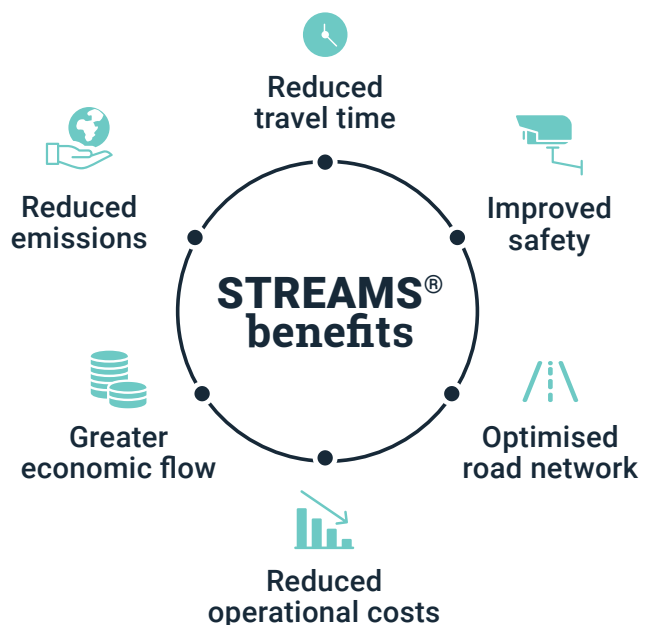 Reduced
travel time
Improved
safety
Optimised
road network
Reduced
operational costs
Greater
economic flow
Reduced
emissions
STREAMS®
benefits